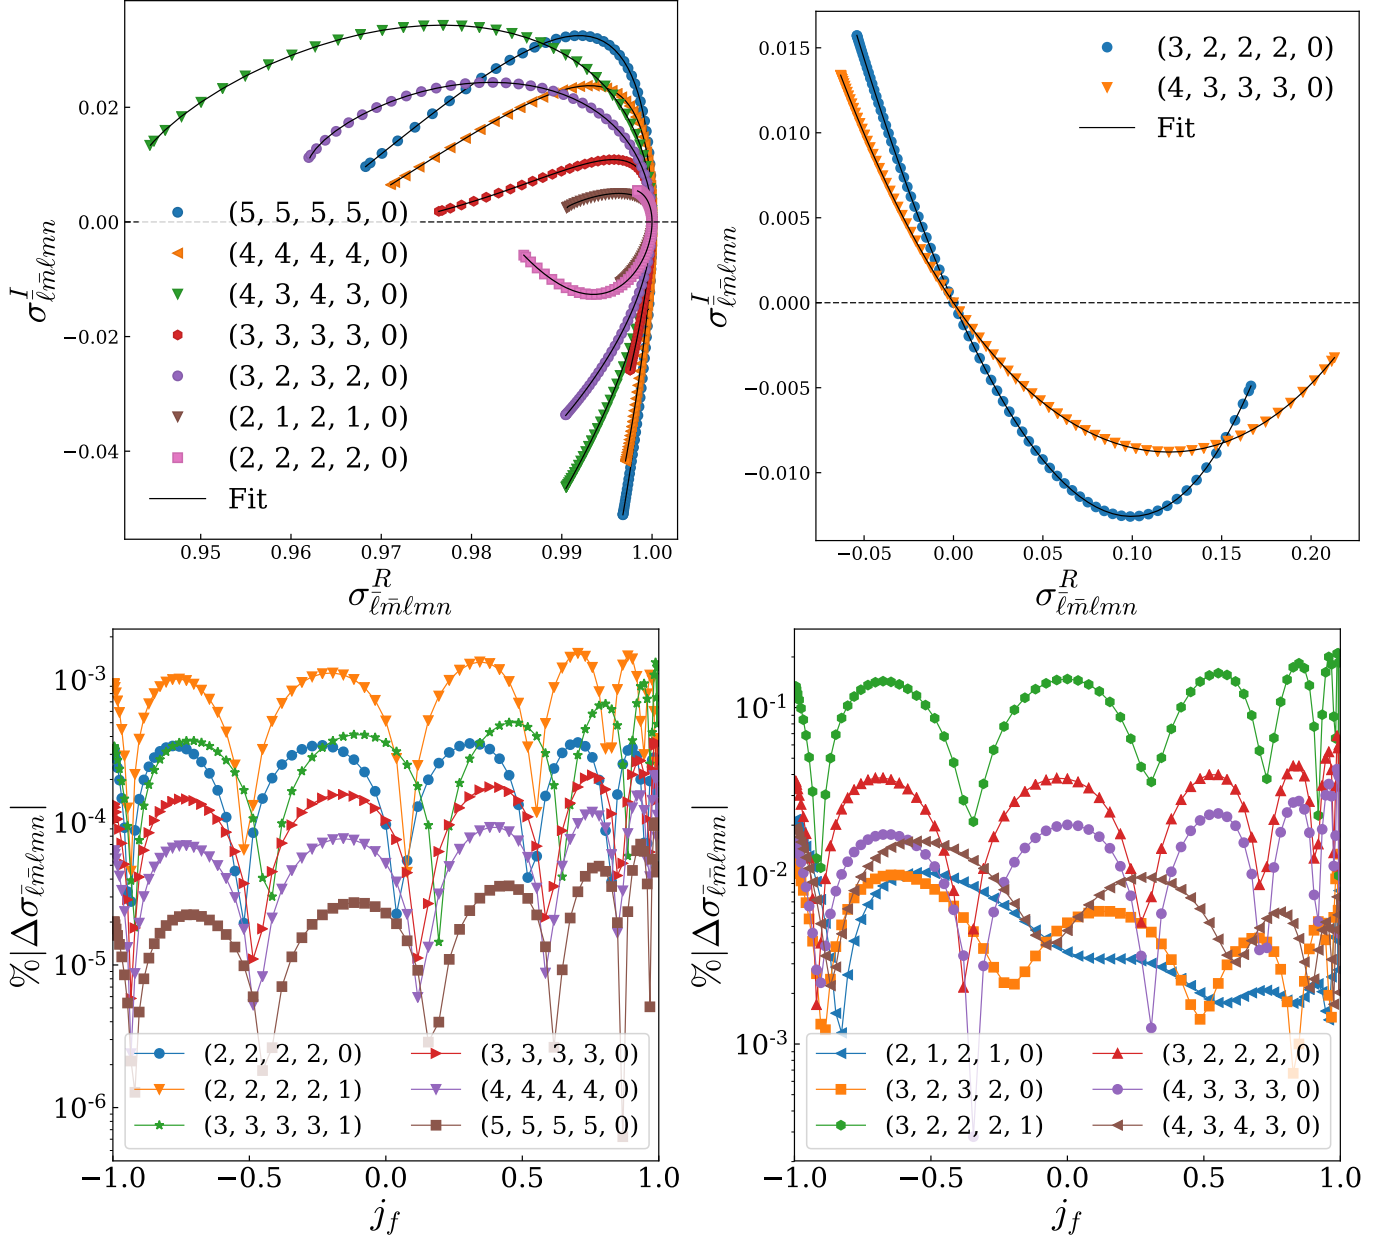 0.02
0.00
−0.02
−0.04
σ^I_{ℓ̄m̄ℓmn}
(5, 5, 5, 5, 0)
(4, 4, 4, 4, 0)
(4, 3, 4, 3, 0)
(3, 3, 3, 3, 0)
(3, 2, 3, 2, 0)
(2, 1, 2, 1, 0)
(2, 2, 2, 2, 0)
Fit
0.95 0.96 0.97 0.98 0.99 1.00
σ^R_{ℓ̄m̄ℓmn}
0.015
0.010
0.005
0.000
−0.005
−0.010
σ^I_{ℓ̄m̄ℓmn}
(3, 2, 2, 2, 0)
(4, 3, 3, 3, 0)
Fit
−0.05 0.00 0.05 0.10 0.15 0.20
σ^R_{ℓ̄m̄ℓmn}
10^{-3}
10^{-4}
10^{-5}
10^{-6}
%|Δσ_{ℓ̄m̄ℓmn}|
(2, 2, 2, 2, 0) (3, 3, 3, 3, 0)
(2, 2, 2, 2, 1) (4, 4, 4, 4, 0)
(3, 3, 3, 3, 1) (5, 5, 5, 5, 0)
−1.0 −0.5 0.0 0.5 1.0
j_f
10^{-1}
10^{-2}
10^{-3}
%|Δσ_{ℓ̄m̄ℓmn}|
(2, 1, 2, 1, 0) (3, 2, 2, 2, 0)
(3, 2, 3, 2, 0) (4, 3, 3, 3, 0)
(3, 2, 2, 2, 1) (4, 3, 4, 3, 0)
−1.0 −0.5 0.0 0.5 1.0
j_f